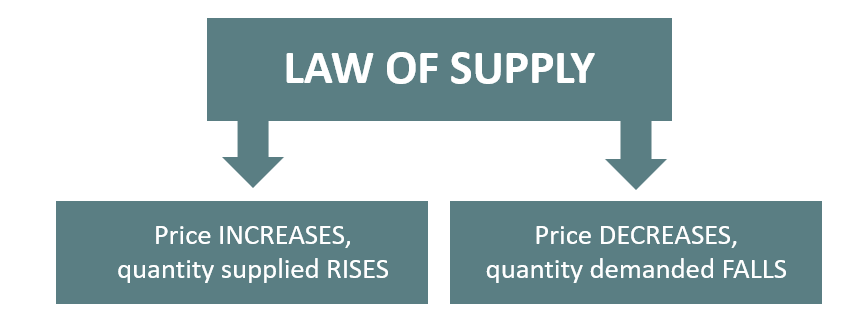 LAW OF SUPPLY
Price INCREASES,
quantity supplied RISES
Price DECREASES,
quantity demanded FALLS